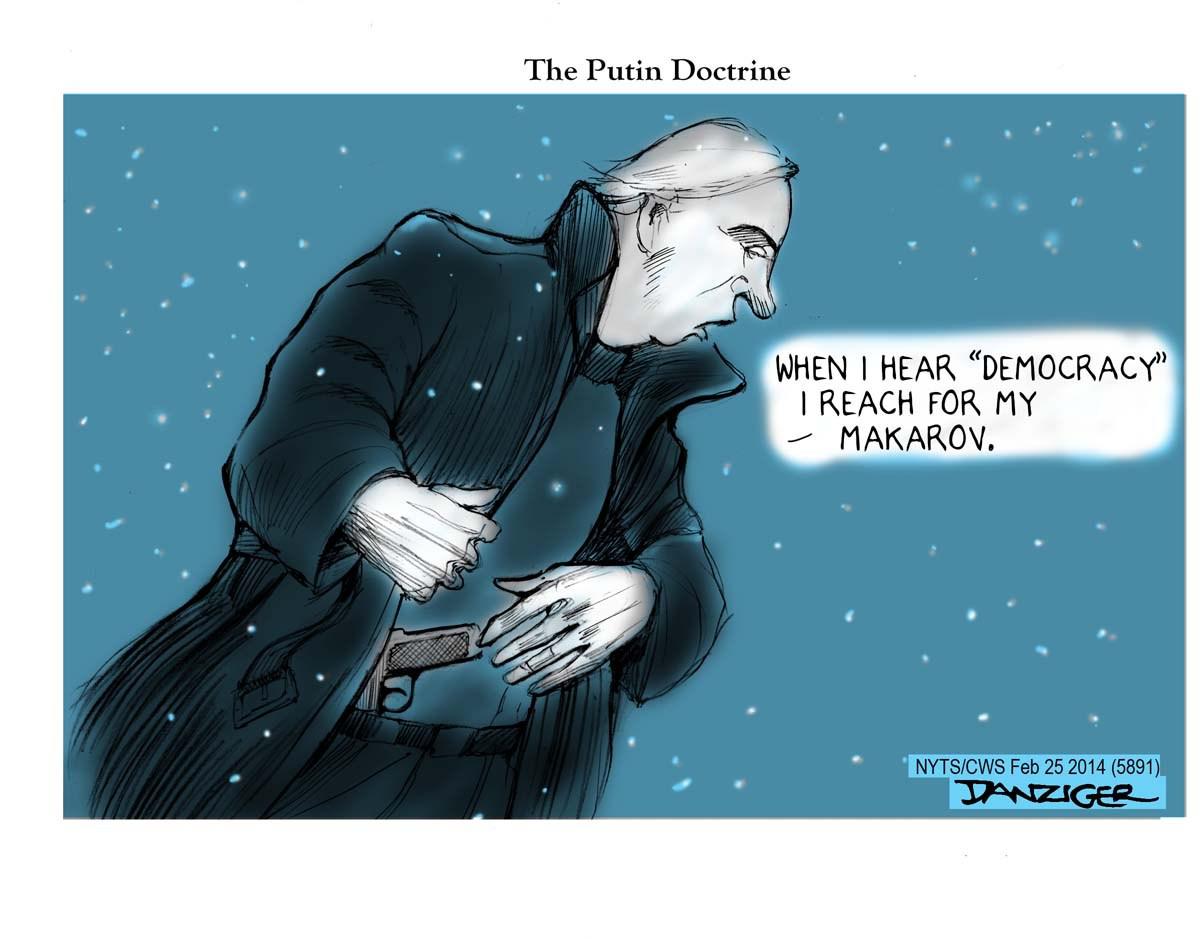 The Putin Doctrine
WHEN I HEAR “DEMOCRACY”
I REACH FOR MY
MAKAROV.
NYTS/CWS Feb 25 2014 (5891)
DANZIGER